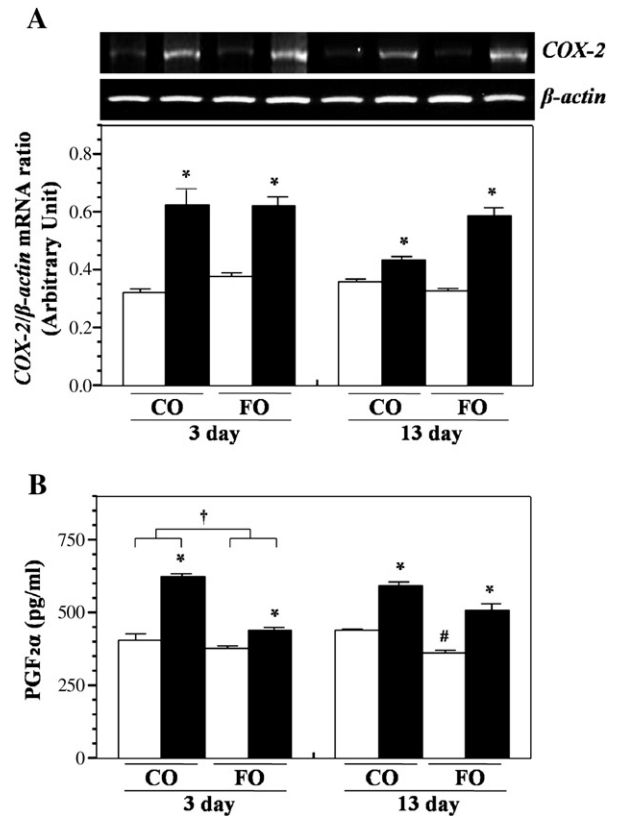 A
COX-2
β-actin
COX-2/β-actin mRNA ratio
(Arbitrary Unit)
0.8
0.6
0.4
0.2
0.0
*
*
*
*
CO
FO
CO
FO
3 day
13 day
B
PGF₂α (pg/ml)
750
500
250
0
†
*
*
*
#
*
CO
FO
CO
FO
3 day
13 day